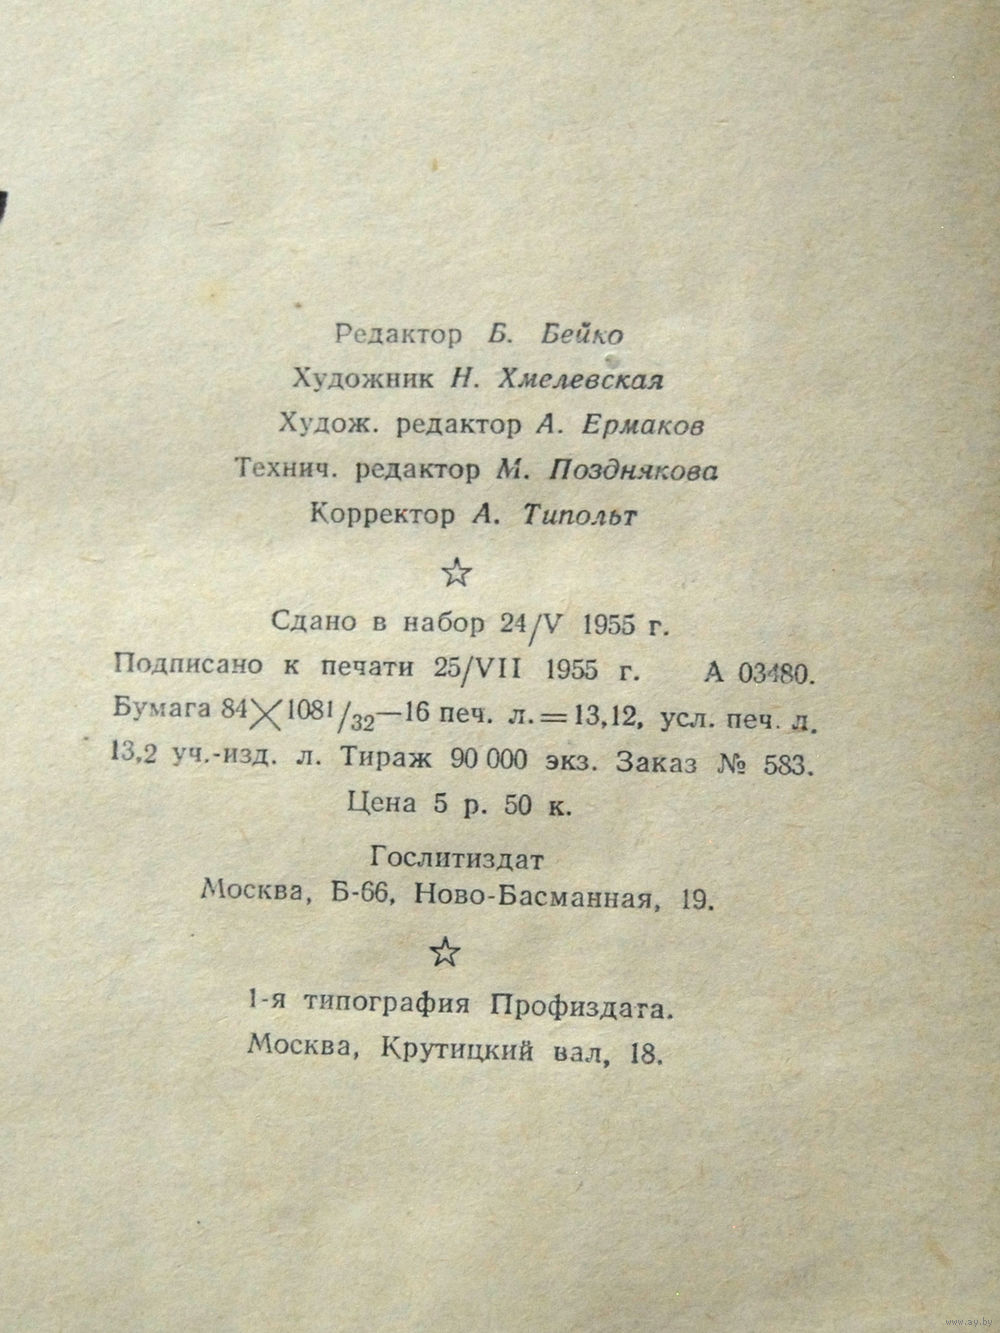 Редактор Б. Бейко
Художник Н. Хмелевская
Худож. редактор А. Ермаков
Технич. редактор М. Позднякова
Корректор А. Типольт
☆
Сдано в набор 24/V 1955 г.
Подписано к печати 25/VII 1955 г. А 03480.
Бумага 84×1081/32—16 печ. л.=13,12, усл. печ. л.
13,2 уч.-изд. л. Тираж 90 000 экз. Заказ № 583.
Цена 5 р. 50 к.
Гослитиздат
Москва, Б-66, Ново-Басманная, 19.
☆
1-я типография Профиздата.
Москва, Крутицкий вал, 18.
www.ay.by